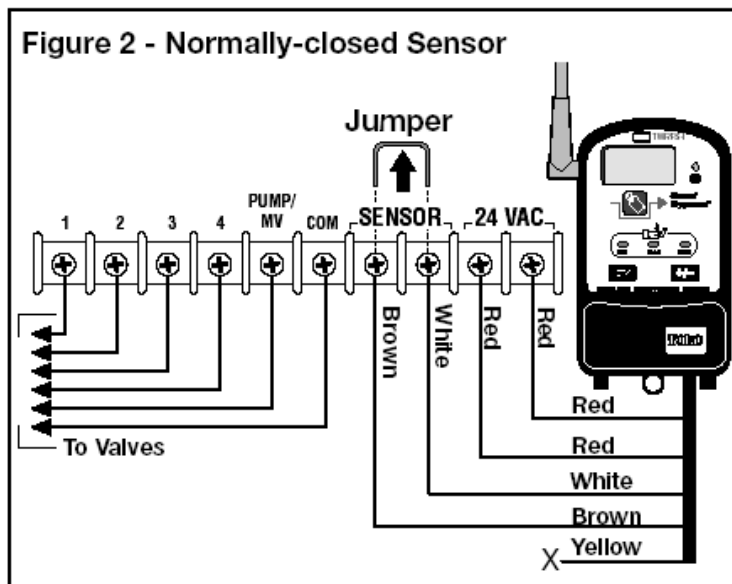 Figure 2 - Normally-closed Sensor
Jumper
1 2 3 4 PUMP/ MV COM SENSOR 24 VAC
Brown
White
Red
Red
To Valves
Red
Red
White
Brown
X Yellow